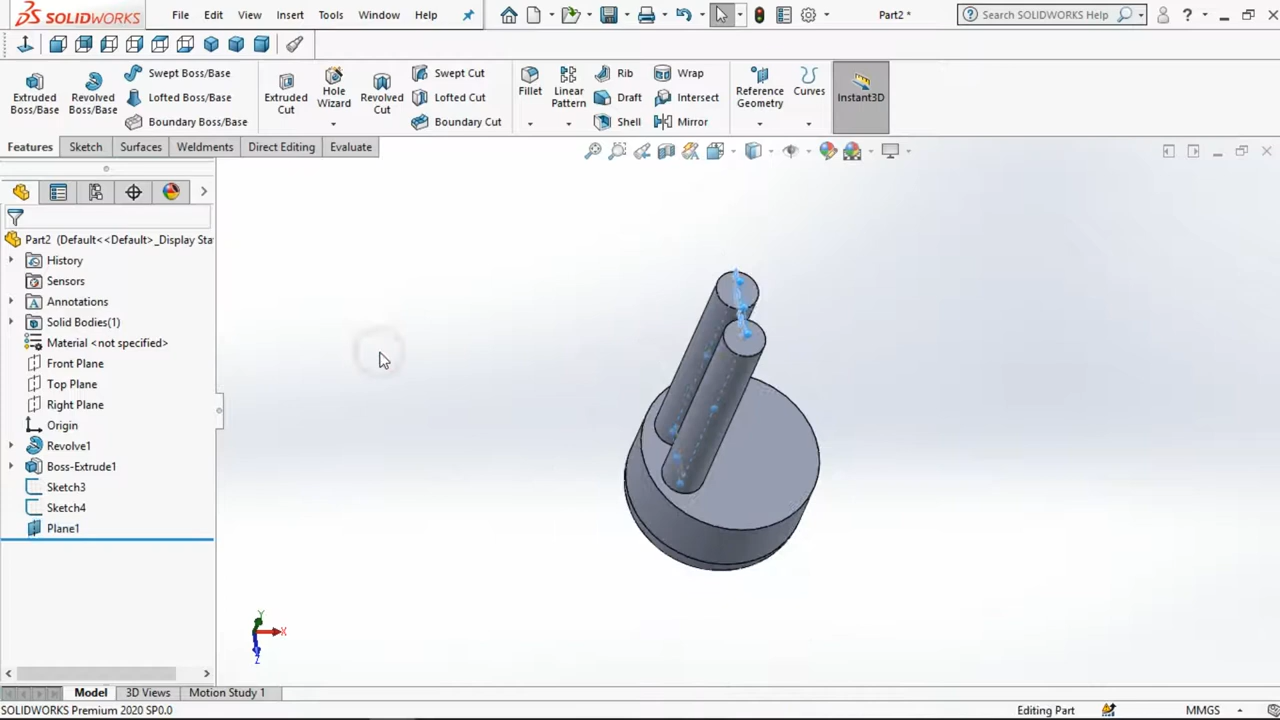 SOLIDWORKS File Edit View Insert Tools Window Help Part2 * Search SOLIDWORKS Help ?
Extruded Boss/Base
Revolved Boss/Base
Swept Boss/Base
Lofted Boss/Base
Boundary Boss/Base
Extruded Cut
Hole Wizard
Revolved Cut
Swept Cut
Lofted Cut
Boundary Cut
Fillet
Linear Pattern
Rib
Draft
Shell
Wrap
Intersect
Mirror
Reference Geometry
Curves
Instant3D
Features Sketch Surfaces Weldments Direct Editing Evaluate
Part2 (Default<<Default>_Display Sta
History
Sensors
Annotations
Solid Bodies(1)
Material <not specified>
Front Plane
Top Plane
Right Plane
Origin
Revolve1
Boss-Extrude1
Sketch3
Sketch4
Plane1
Y
X
Z
Model 3D Views Motion Study 1
SOLIDWORKS Premium 2020 SP0.0 Editing Part MMGS